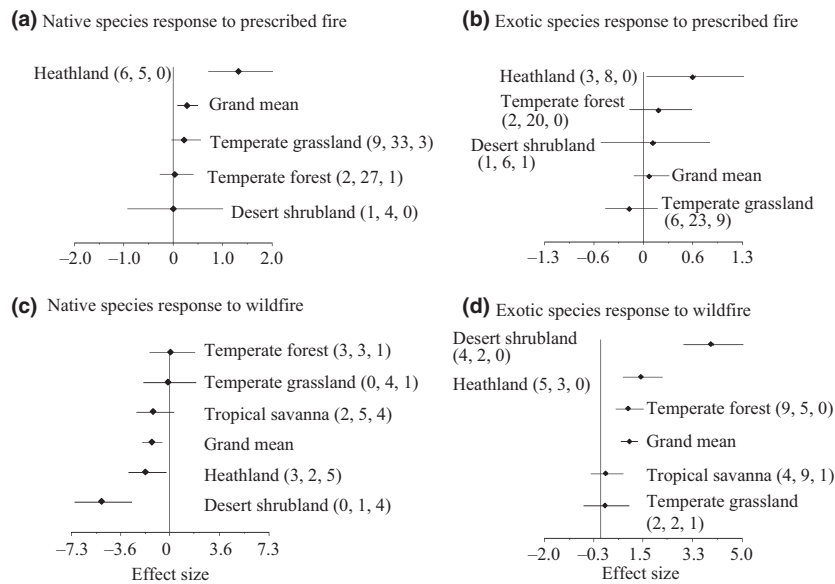 (a) Native species response to prescribed fire
Heathland (6, 5, 0)
Grand mean
Temperate grassland (9, 33, 3)
Temperate forest (2, 27, 1)
Desert shrubland (1, 4, 0)
–2.0 –1.0 0 1.0 2.0
(b) Exotic species response to prescribed fire
Heathland (3, 8, 0)
Temperate forest
(2, 20, 0)
Desert shrubland
(1, 6, 1)
Grand mean
Temperate grassland
(6, 23, 9)
–1.3 –0.6 0 0.6 1.3
(c) Native species response to wildfire
Temperate forest (3, 3, 1)
Temperate grassland (0, 4, 1)
Tropical savanna (2, 5, 4)
Grand mean
Heathland (3, 2, 5)
Desert shrubland (0, 1, 4)
–7.3 –3.6 0 3.6 7.3
Effect size
(d) Exotic species response to wildfire
Desert shrubland
(4, 2, 0)
Heathland (5, 3, 0)
Temperate forest (9, 5, 0)
Grand mean
Tropical savanna (4, 9, 1)
Temperate grassland
(2, 2, 1)
–2.0 –0.3 1.5 3.3 5.0
Effect size